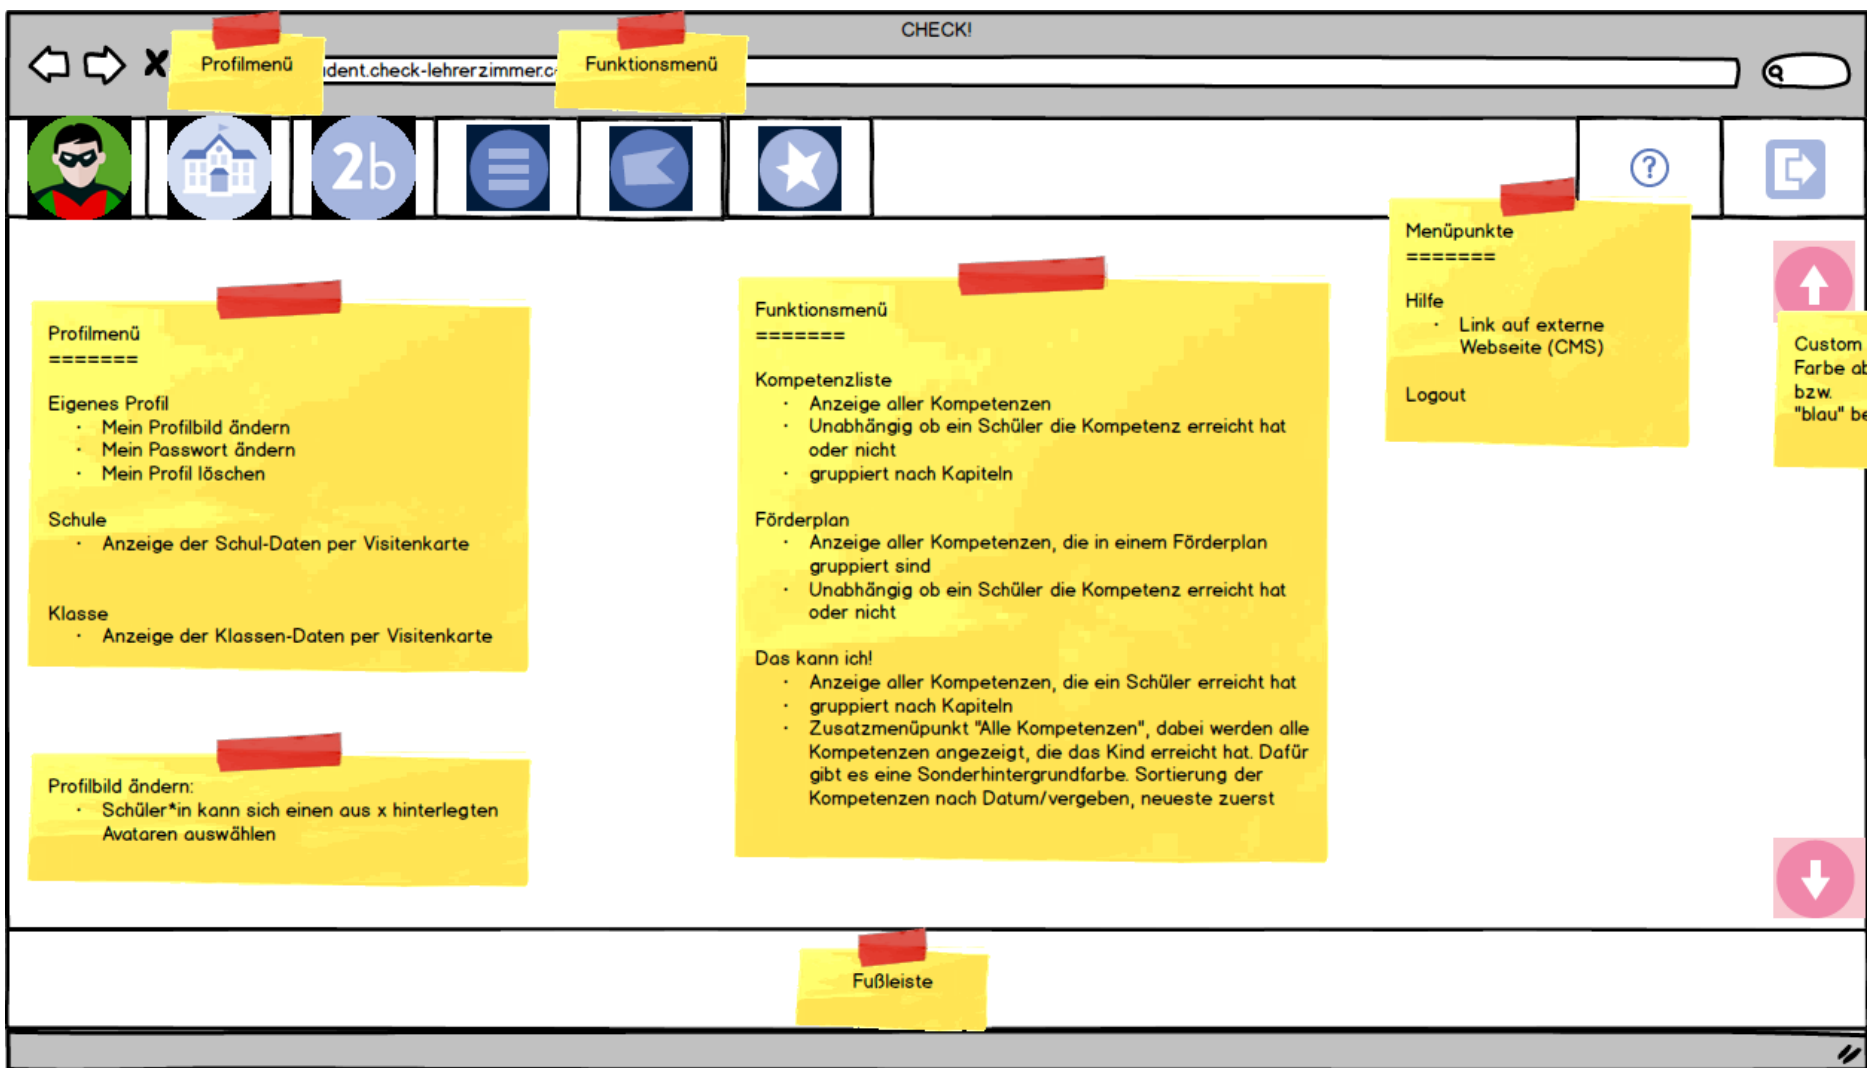 CHECK!
Profilmenü
dent.check-lehrerzimmer.c
Funktionsmenü
2b
?
Menüpunkte
=======
Hilfe
· Link auf externe
Webseite (CMS)
Logout
Custom
Farbe ab
bzw.
"blau" be
Profilmenü
=======
Eigenes Profil
· Mein Profilbild ändern
· Mein Passwort ändern
· Mein Profil löschen
Schule
· Anzeige der Schul-Daten per Visitenkarte
Klasse
· Anzeige der Klassen-Daten per Visitenkarte
Profilbild ändern:
· Schüler*in kann sich einen aus x hinterlegten
Avataren auswählen
Funktionsmenü
=======
Kompetenzliste
· Anzeige aller Kompetenzen
· Unabhängig ob ein Schüler die Kompetenz erreicht hat
oder nicht
· gruppiert nach Kapiteln
Förderplan
· Anzeige aller Kompetenzen, die in einem Förderplan
gruppiert sind
· Unabhängig ob ein Schüler die Kompetenz erreicht hat
oder nicht
Das kann ich!
· Anzeige aller Kompetenzen, die ein Schüler erreicht hat
· gruppiert nach Kapiteln
· Zusatzmenüpunkt "Alle Kompetenzen", dabei werden alle
Kompetenzen angezeigt, die das Kind erreicht hat. Dafür
gibt es eine Sonderhintergrundfarbe. Sortierung der
Kompetenzen nach Datum/vergeben, neueste zuerst
Fußleiste